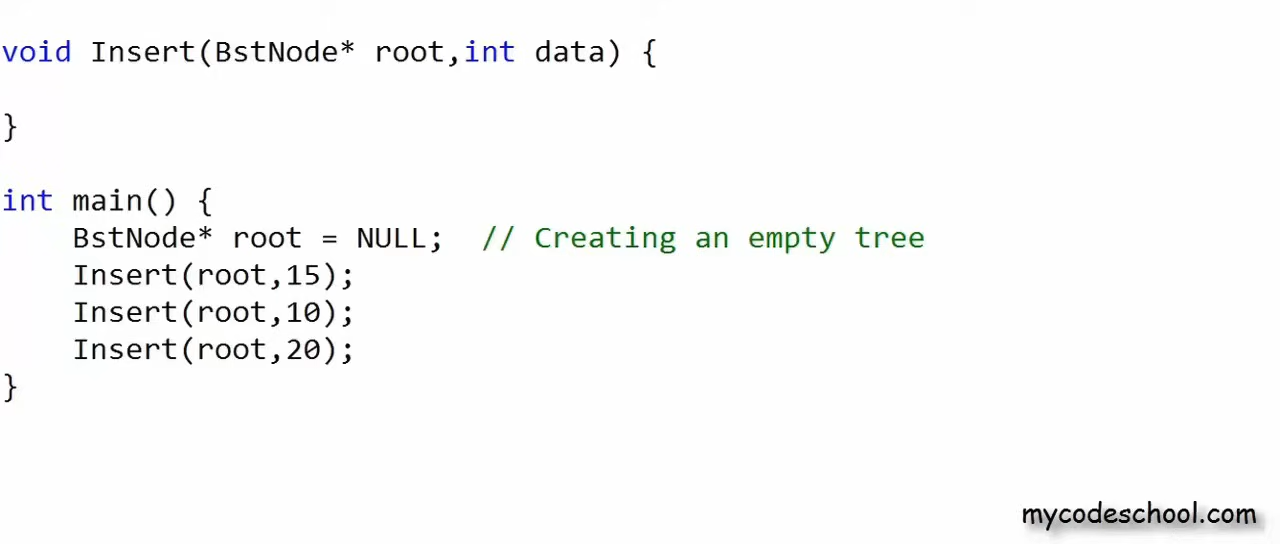 void Insert(BstNode* root,int data) {
}
int main() {
BstNode* root = NULL;  // Creating an empty tree
Insert(root,15);
Insert(root,10);
Insert(root,20);
}
mycodeschool.com